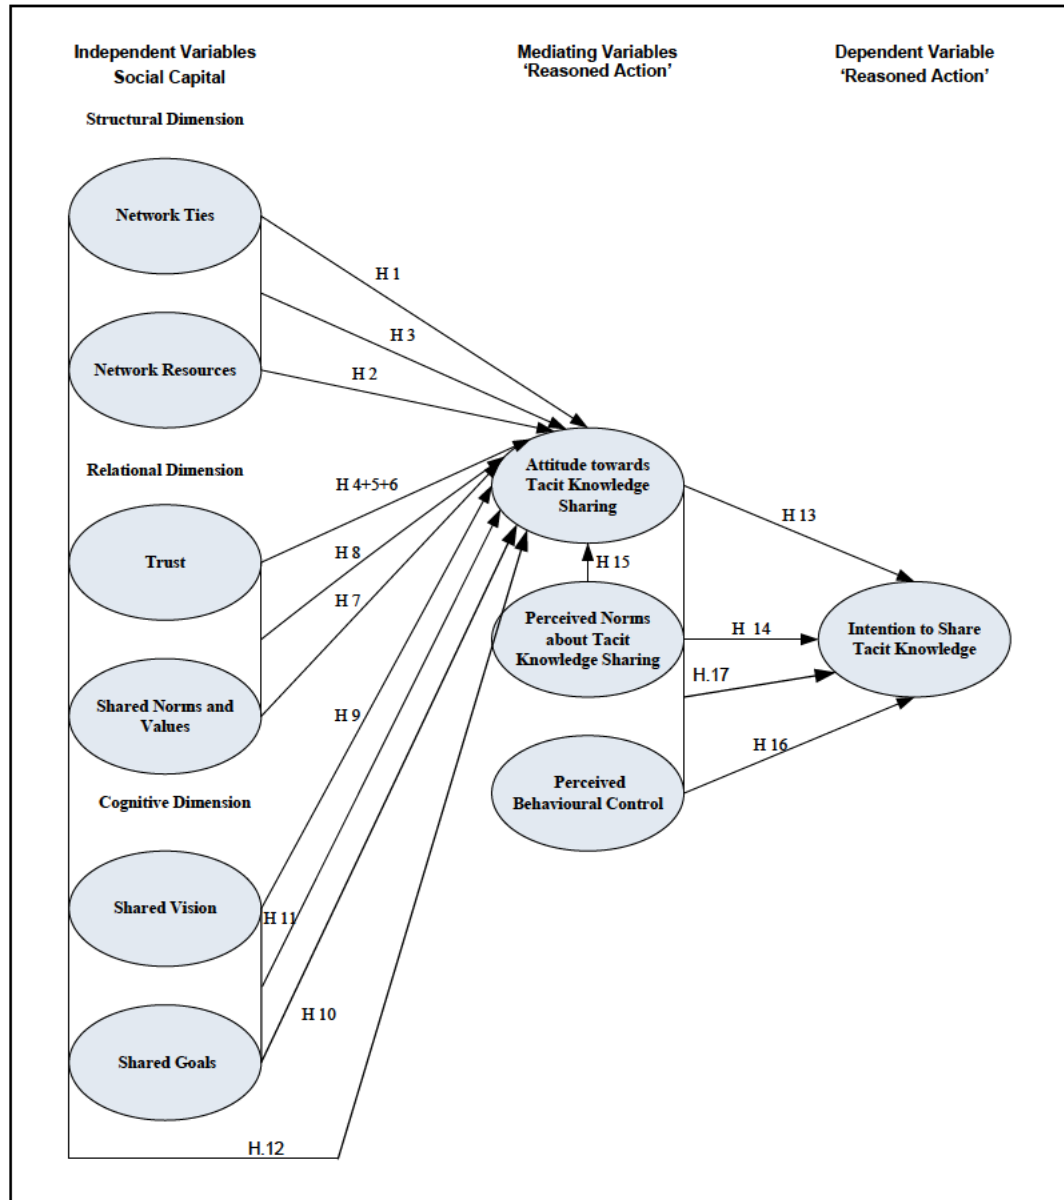 Independent Variables
Social Capital
Mediating Variables
‘Reasoned Action’
Dependent Variable
‘Reasoned Action’
Structural Dimension
Network Ties
H 1
H 3
Network Resources
H 2
Relational Dimension
Attitude towards
Tacit Knowledge
Sharing
H 4+5+6
H 13
Trust
H 8
H 15
H 7
Perceived Norms
about Tacit
Knowledge Sharing
H 14
Intention to Share
Tacit Knowledge
H.17
Shared Norms and
Values
H 9
H 16
Perceived
Behavioural Control
Cognitive Dimension
Shared Vision
H 11
H 10
Shared Goals
H.12